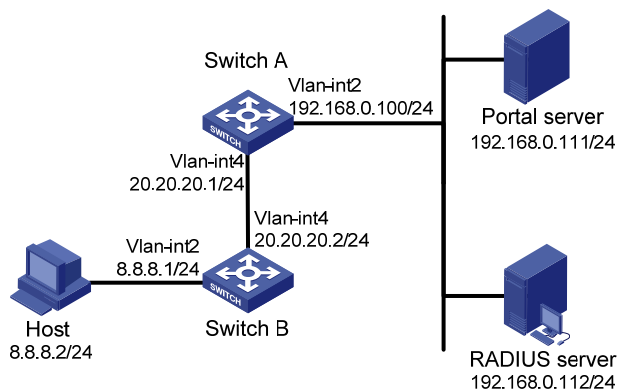 Switch A
Vlan-int2
192.168.0.100/24
Portal server
192.168.0.111/24
SWITCH
Vlan-int4
20.20.20.1/24
Vlan-int4
20.20.20.2/24
Vlan-int2
8.8.8.1/24
SWITCH
Host
8.8.8.2/24
Switch B
RADIUS server
192.168.0.112/24